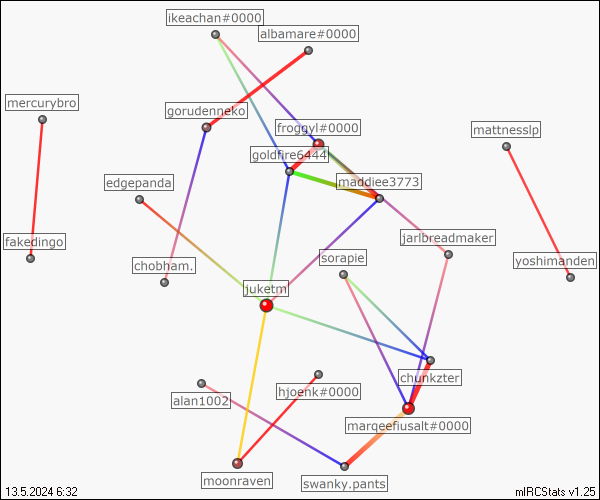 ikeachan#0000
albamare#0000
mercurybro
gorudenneko
froggyl#0000
mattnesslp
goldfire6444
edgepanda
maddiee3773
fakedingo
chobham.
jarlbreadmaker
sorapie
yoshimanden
juketm
chunkzter
alan1002
hjoenk#0000
marqeefiusalt#0000
moonraven
swanky.pants
13.5.2024 6:32
mIRCStats v1.25